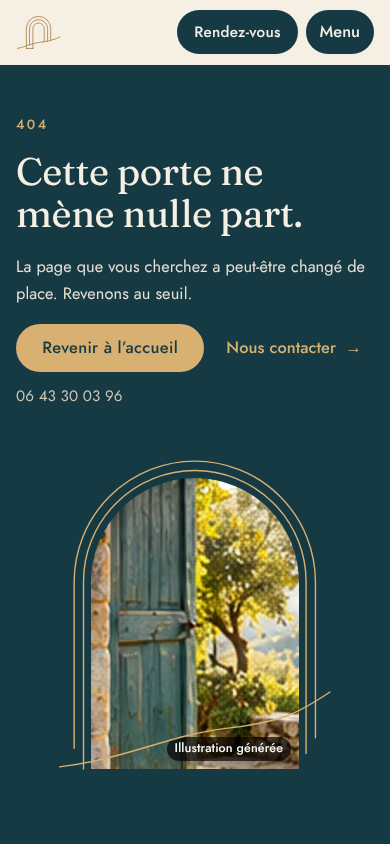 Rendez-vous
Menu
404
Cette porte ne
mène nulle part.
La page que vous cherchez a peut-être changé de
place. Revenons au seuil.
Revenir à l’accueil
Nous contacter →
06 43 30 03 96
Illustration générée